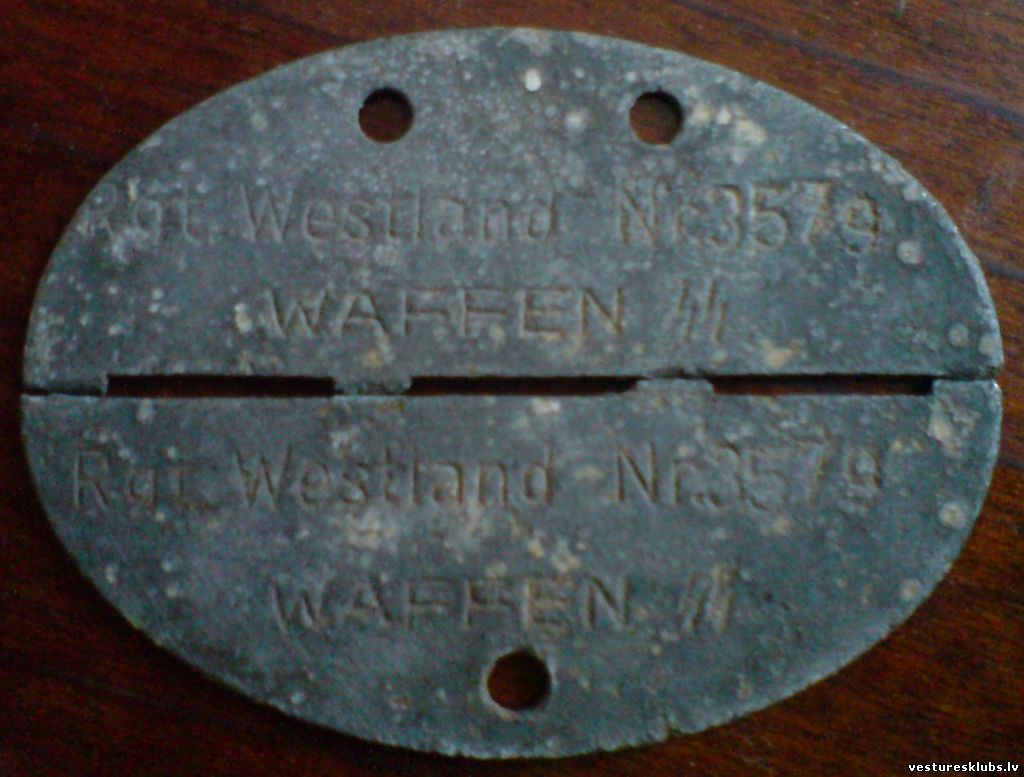 Rgt. Westland Nr.3579
WAFFEN ᛋᛋ
Rgt. Westland Nr.3579
WAFFEN ᛋᛋ
vesturesklubs.lv